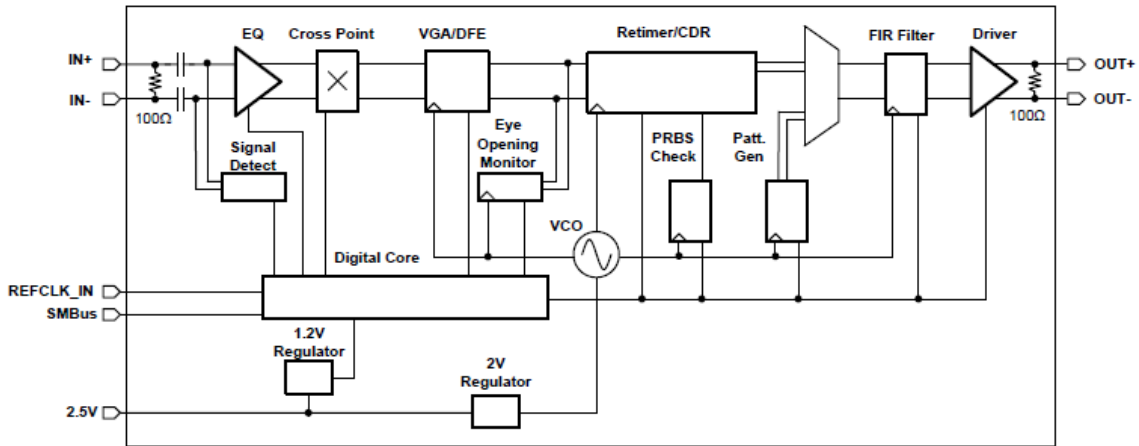 EQ
Cross Point
VGA/DFE
Retimer/CDR
FIR Filter
Driver
IN+
OUT+
IN-
OUT-
100Ω
100Ω
Signal
Detect
Eye
Opening
Monitor
PRBS
Check
Patt.
Gen
VCO
Digital Core
REFCLK_IN
SMBus
1.2V
Regulator
2V
Regulator
2.5V